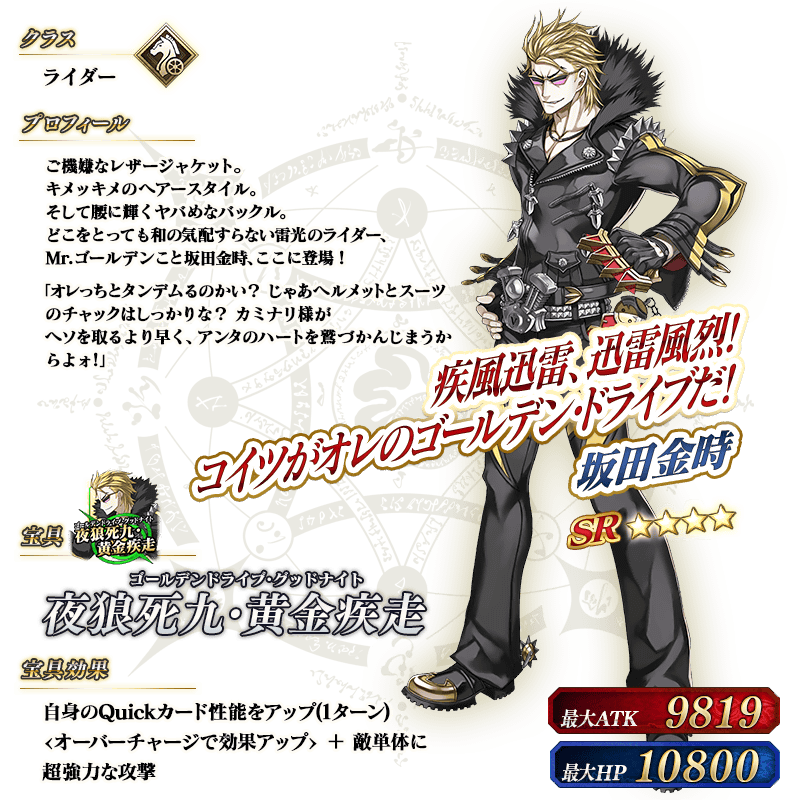 クラス
ライダー
プロフィール
ご機嫌なレザージャケット。
キメッキメのヘアースタイル。
そして腰に輝くヤバめなバックル。
どこをとっても和の気配すらない雷光のライダー、
Mr.ゴールデンこと坂田金時、ここに登場！
「オレっちとタンデムるのかい？ じゃあヘルメットとスーツ
のチャックはしっかりな？ カミナリ様が
ヘソを取るより早く、アンタのハートを鷲づかんじまうか
らよォ！」
疾風迅雷、迅雷風烈！
コイツがオレのゴールデン・ドライブだ！
坂田金時
SR
宝具
ゴールデンドライブ・グッドナイト
夜狼死九・
黄金疾走
ゴールデンドライブ・グッドナイト
夜狼死九・黄金疾走
宝具効果
自身のQuickカード性能をアップ(1ターン)
<オーバーチャージで効果アップ> ＋ 敵単体に
超強力な攻撃
最大ATK 9819
最大HP 10800